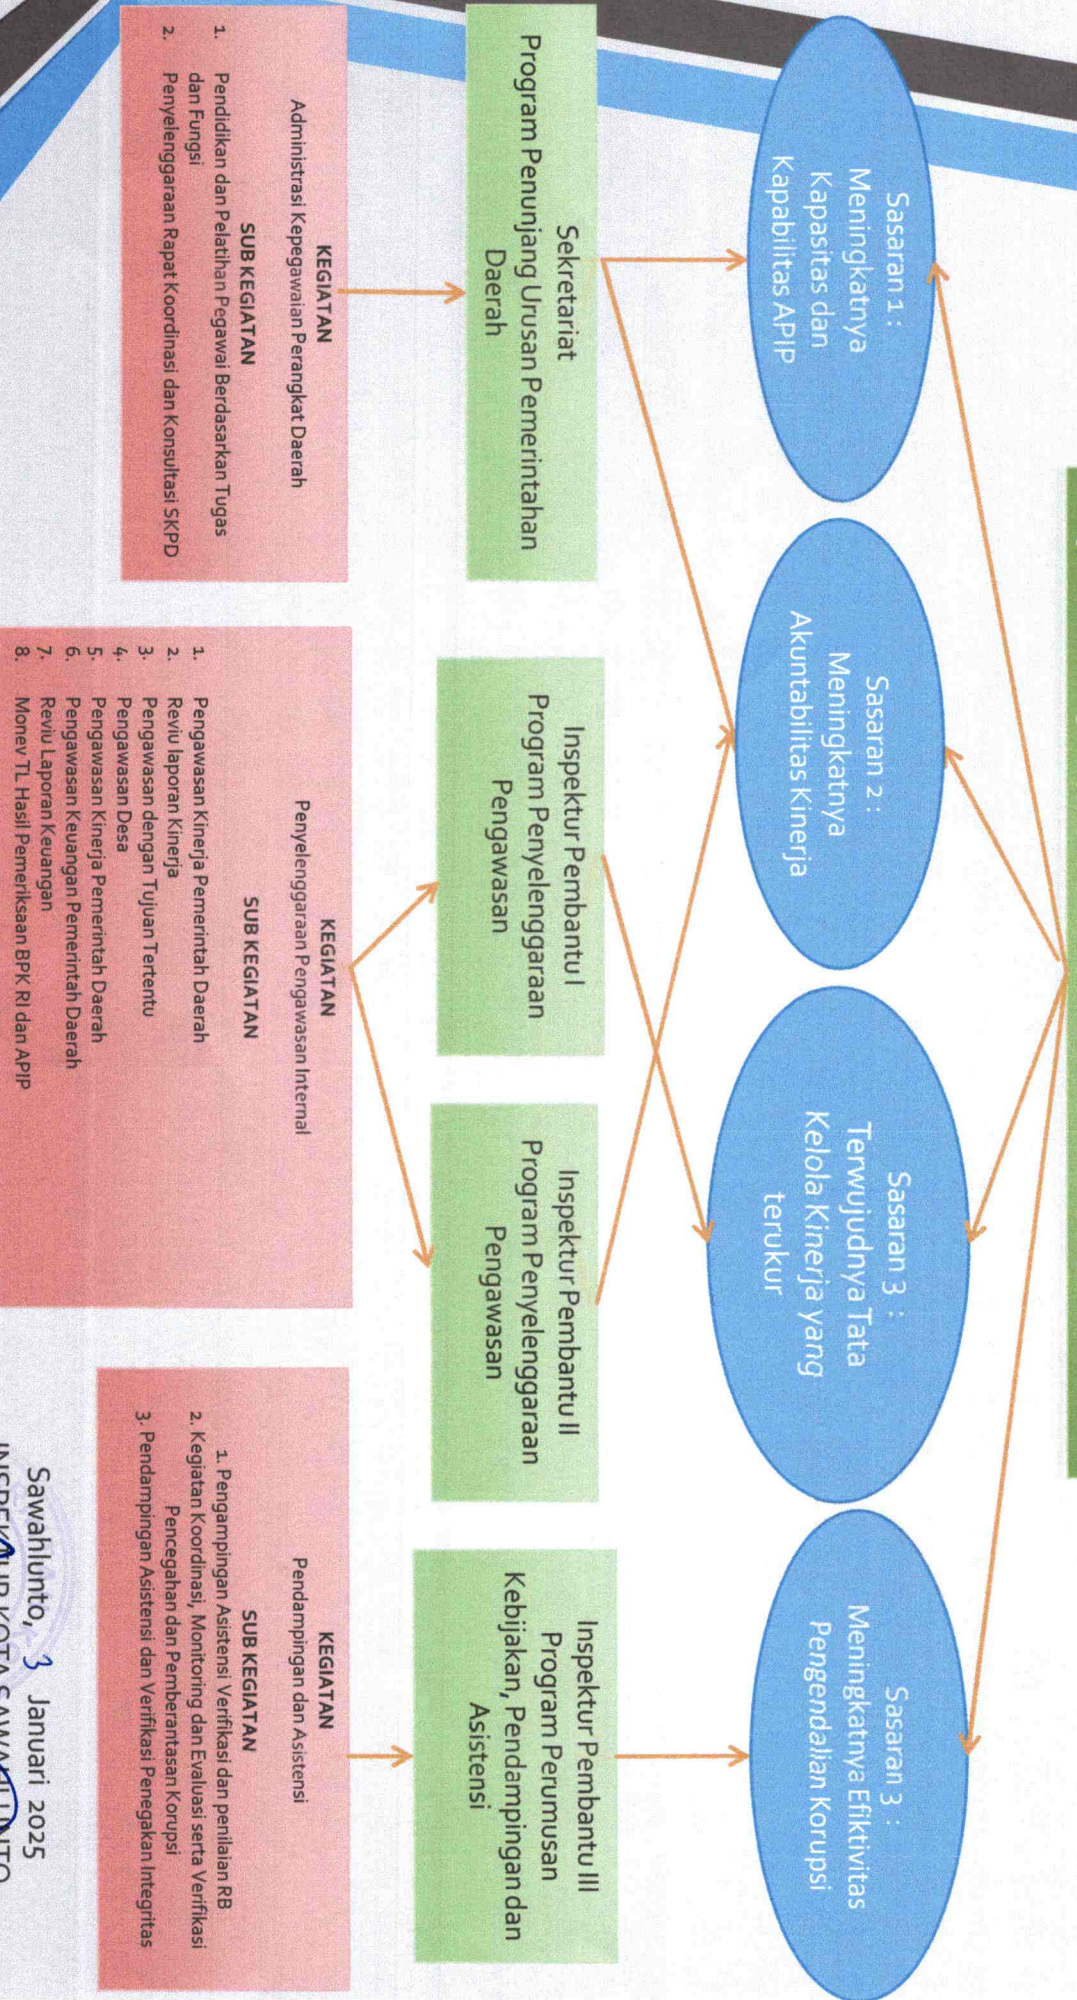 Sasaran 1 :
Meningkatnya
Kapasitas dan
Kapabilitas APIP
Sasaran 2 :
Meningkatnya
Akuntabilitas Kinerja
Sasaran 3 :
Terwujudnya Tata
Kelola Kinerja yang
terukur
Sasaran 3 :
Meningkatnya Efiktivitas
Pengendalian Korupsi
Sekretariat
Program Penunjang Urusan Pemerintahan
Daerah
Inspektur Pembantu I
Program Penyelenggaraan
Pengawasan
Inspektur Pembantu II
Program Penyelenggaraan
Pengawasan
Inspektur Pembantu III
Program Perumusan
Kebijakan, Pendampingan dan
Asistensi
KEGIATAN
Administrasi Kepegawaian Perangkat Daerah
SUB KEGIATAN
1. Pendidikan dan Pelatihan Pegawai Berdasarkan Tugas
dan Fungsi
2. Penyelenggaraan Rapat Koordinasi dan Konsultasi SKPD
KEGIATAN
Penyelenggaraan Pengawasan Internal
SUB KEGIATAN
1. Pengawasan Kinerja Pemerintah Daerah
2. Reviu laporan Kinerja
3. Pengawasan dengan Tujuan Tertentu
4. Pengawasan Desa
5. Pengawasan Kinerja Pemerintah Daerah
6. Pengawasan Keuangan Pemerintah Daerah
7. Reviu Laporan Keuangan
8. Monev TL Hasil Pemeriksaan BPK RI dan APIP
KEGIATAN
Pendampingan dan Asistensi
SUB KEGIATAN
1. Pengampingan Asistensi Verifikasi dan penilaian RB
2. Kegiatan Koordinasi, Monitoring dan Evaluasi serta Verifikasi
Pencegahan dan Pemberantasan Korupsi
3. Pendampingan Asistensi dan Verifikasi Penegakan Integritas
Sawahlunto, 3 Januari 2025
INSPEKTUR KOTA SAWAHLUNTO